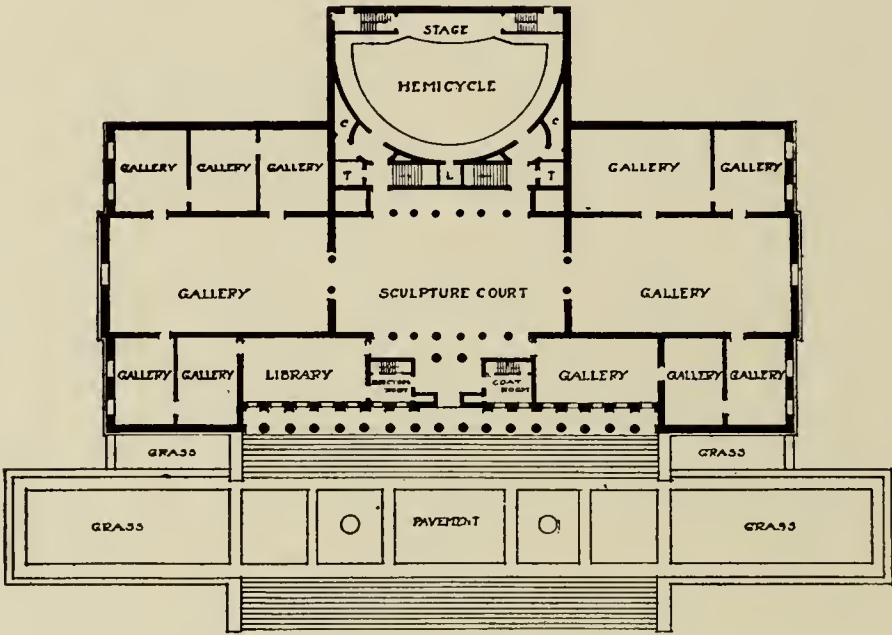 STAGE
HEMICYCLE
C
C
GALLERY GALLERY GALLERY
T
L
T
GALLERY GALLERY
GALLERY
SCULPTURE COURT
GALLERY
GALLERY GALLERY
LIBRARY
COAT
ROOM
GALLERY
GALLERY GALLERY
GRASS
GRASS
GRASS
PAVEMENT
GRASS